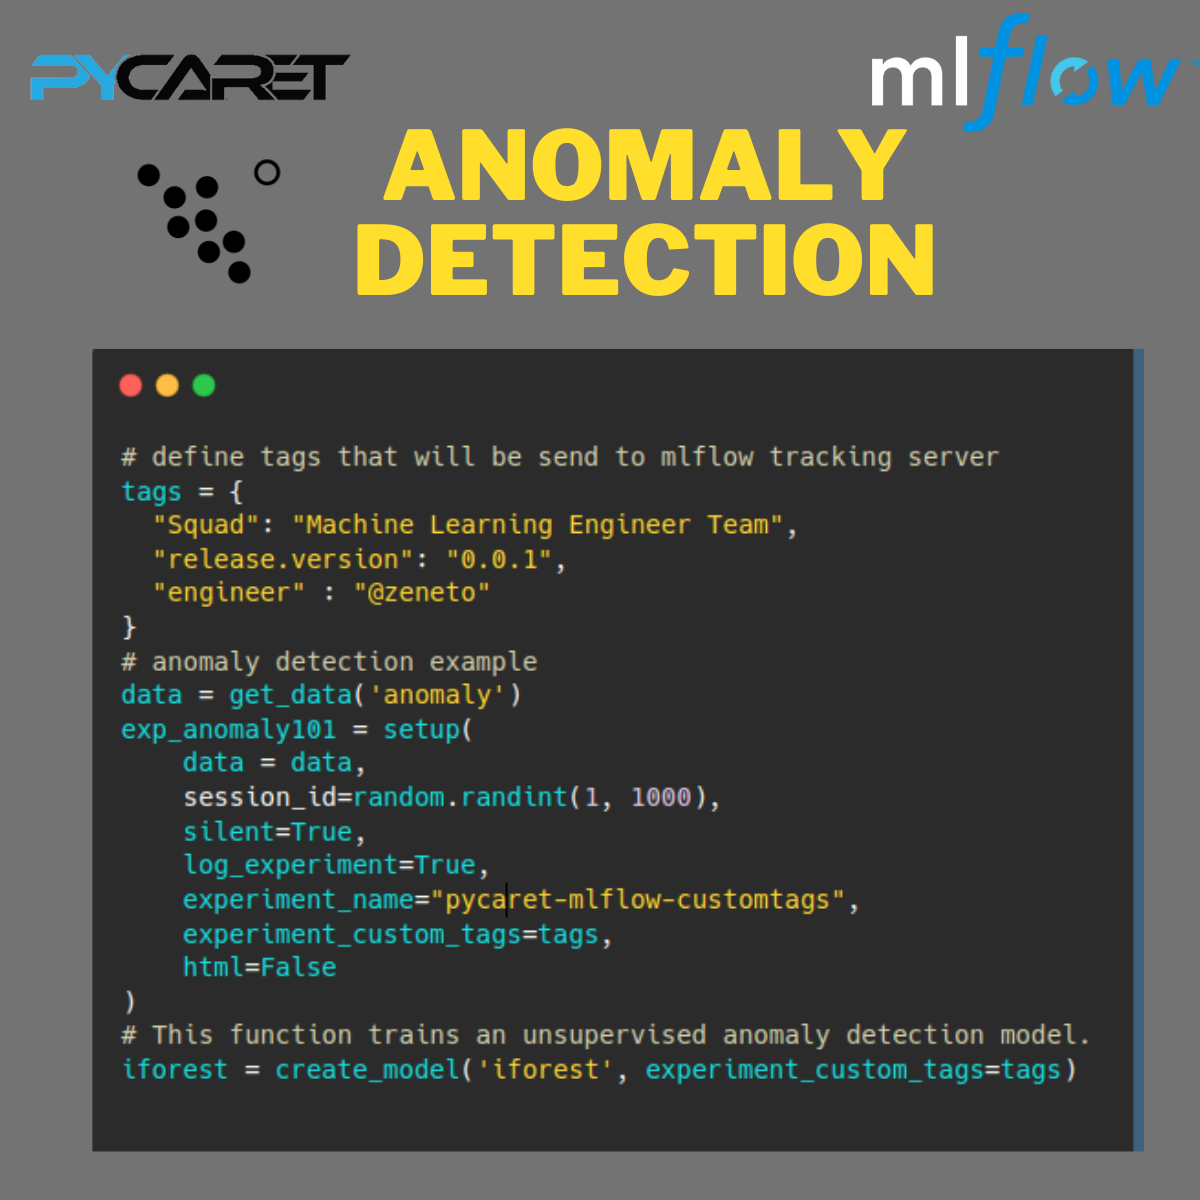 PYCARET
mlflow
ANOMALY
DETECTION
# define tags that will be send to mlflow tracking server
tags = {
  "Squad": "Machine Learning Engineer Team",
  "release.version": "0.0.1",
  "engineer" : "@zeneto"
}
# anomaly detection example
data = get_data('anomaly')
exp_anomaly101 = setup(
    data = data,
    session_id=random.randint(1, 1000),
    silent=True,
    log_experiment=True,
    experiment_name="pycaret-mlflow-customtags",
    experiment_custom_tags=tags,
    html=False
)
# This function trains an unsupervised anomaly detection model.
iforest = create_model('iforest', experiment_custom_tags=tags)